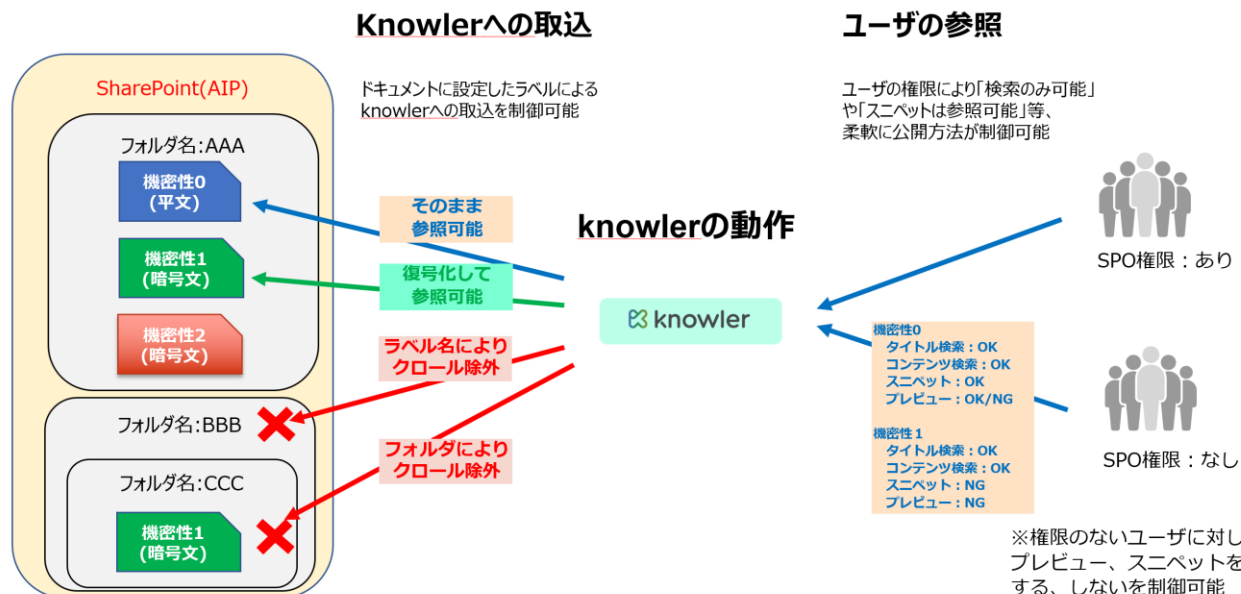 Knowlerへの取込
ドキュメントに設定したラベルによる
knowlerへの取込を制御可能
ユーザの参照
ユーザの権限により「検索のみ可能」
や「スニペットは参照可能」等、
柔軟に公開方法が制御可能
SharePoint(AIP)
フォルダ名:AAA
機密性0
(平文)
機密性1
(暗号文)
機密性2
(暗号文)
フォルダ名:BBB
フォルダ名:CCC
機密性1
(暗号文)
そのまま
参照可能
復号化して
参照可能
ラベル名により
クロール除外
フォルダにより
クロール除外
knowlerの動作
knowler
SPO権限：あり
機密性0
タイトル検索：OK
コンテンツ検索：OK
スニペット：OK
プレビュー：OK/NG
機密性１
タイトル検索：OK
コンテンツ検索：OK
スニペット：NG
プレビュー：NG
SPO権限：なし
※権限のないユーザに対し
プレビュー、スニペットを
する、しないを制御可能